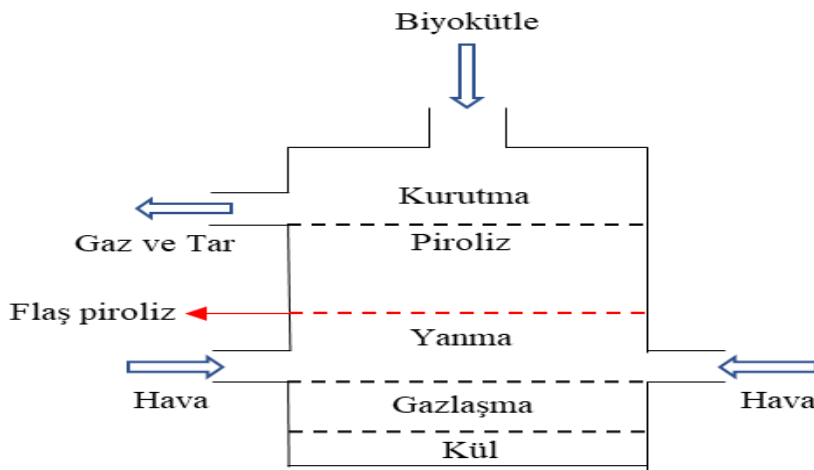 Biyokütle
Kurutma
Gaz ve Tar
Piroliz
Flaş piroliz
Yanma
Hava
Gazlaşma
Hava
Kül